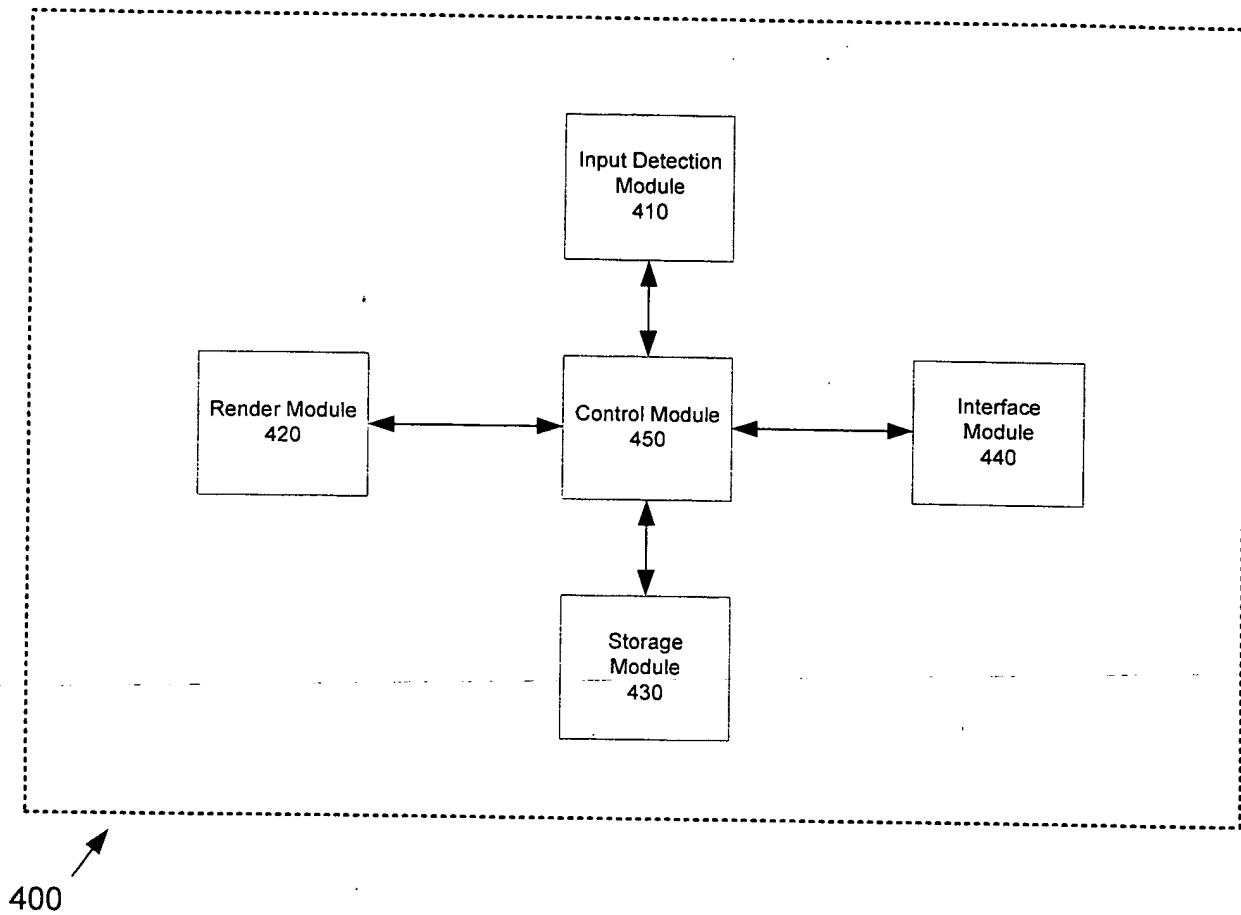 Input Detection
Module
410
Render Module
420
Control Module
450
Interface
Module
440
Storage
Module
430
400